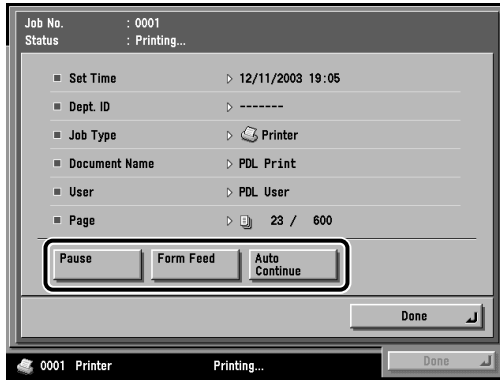 Job No. : 0001
Status : Printing...
Set Time 12/11/2003 19:05
Dept. ID -------
Job Type Printer
Document Name PDL Print
User PDL User
Page 23 / 600
Pause Form Feed Auto
Continue
Done
0001 Printer Printing... Done